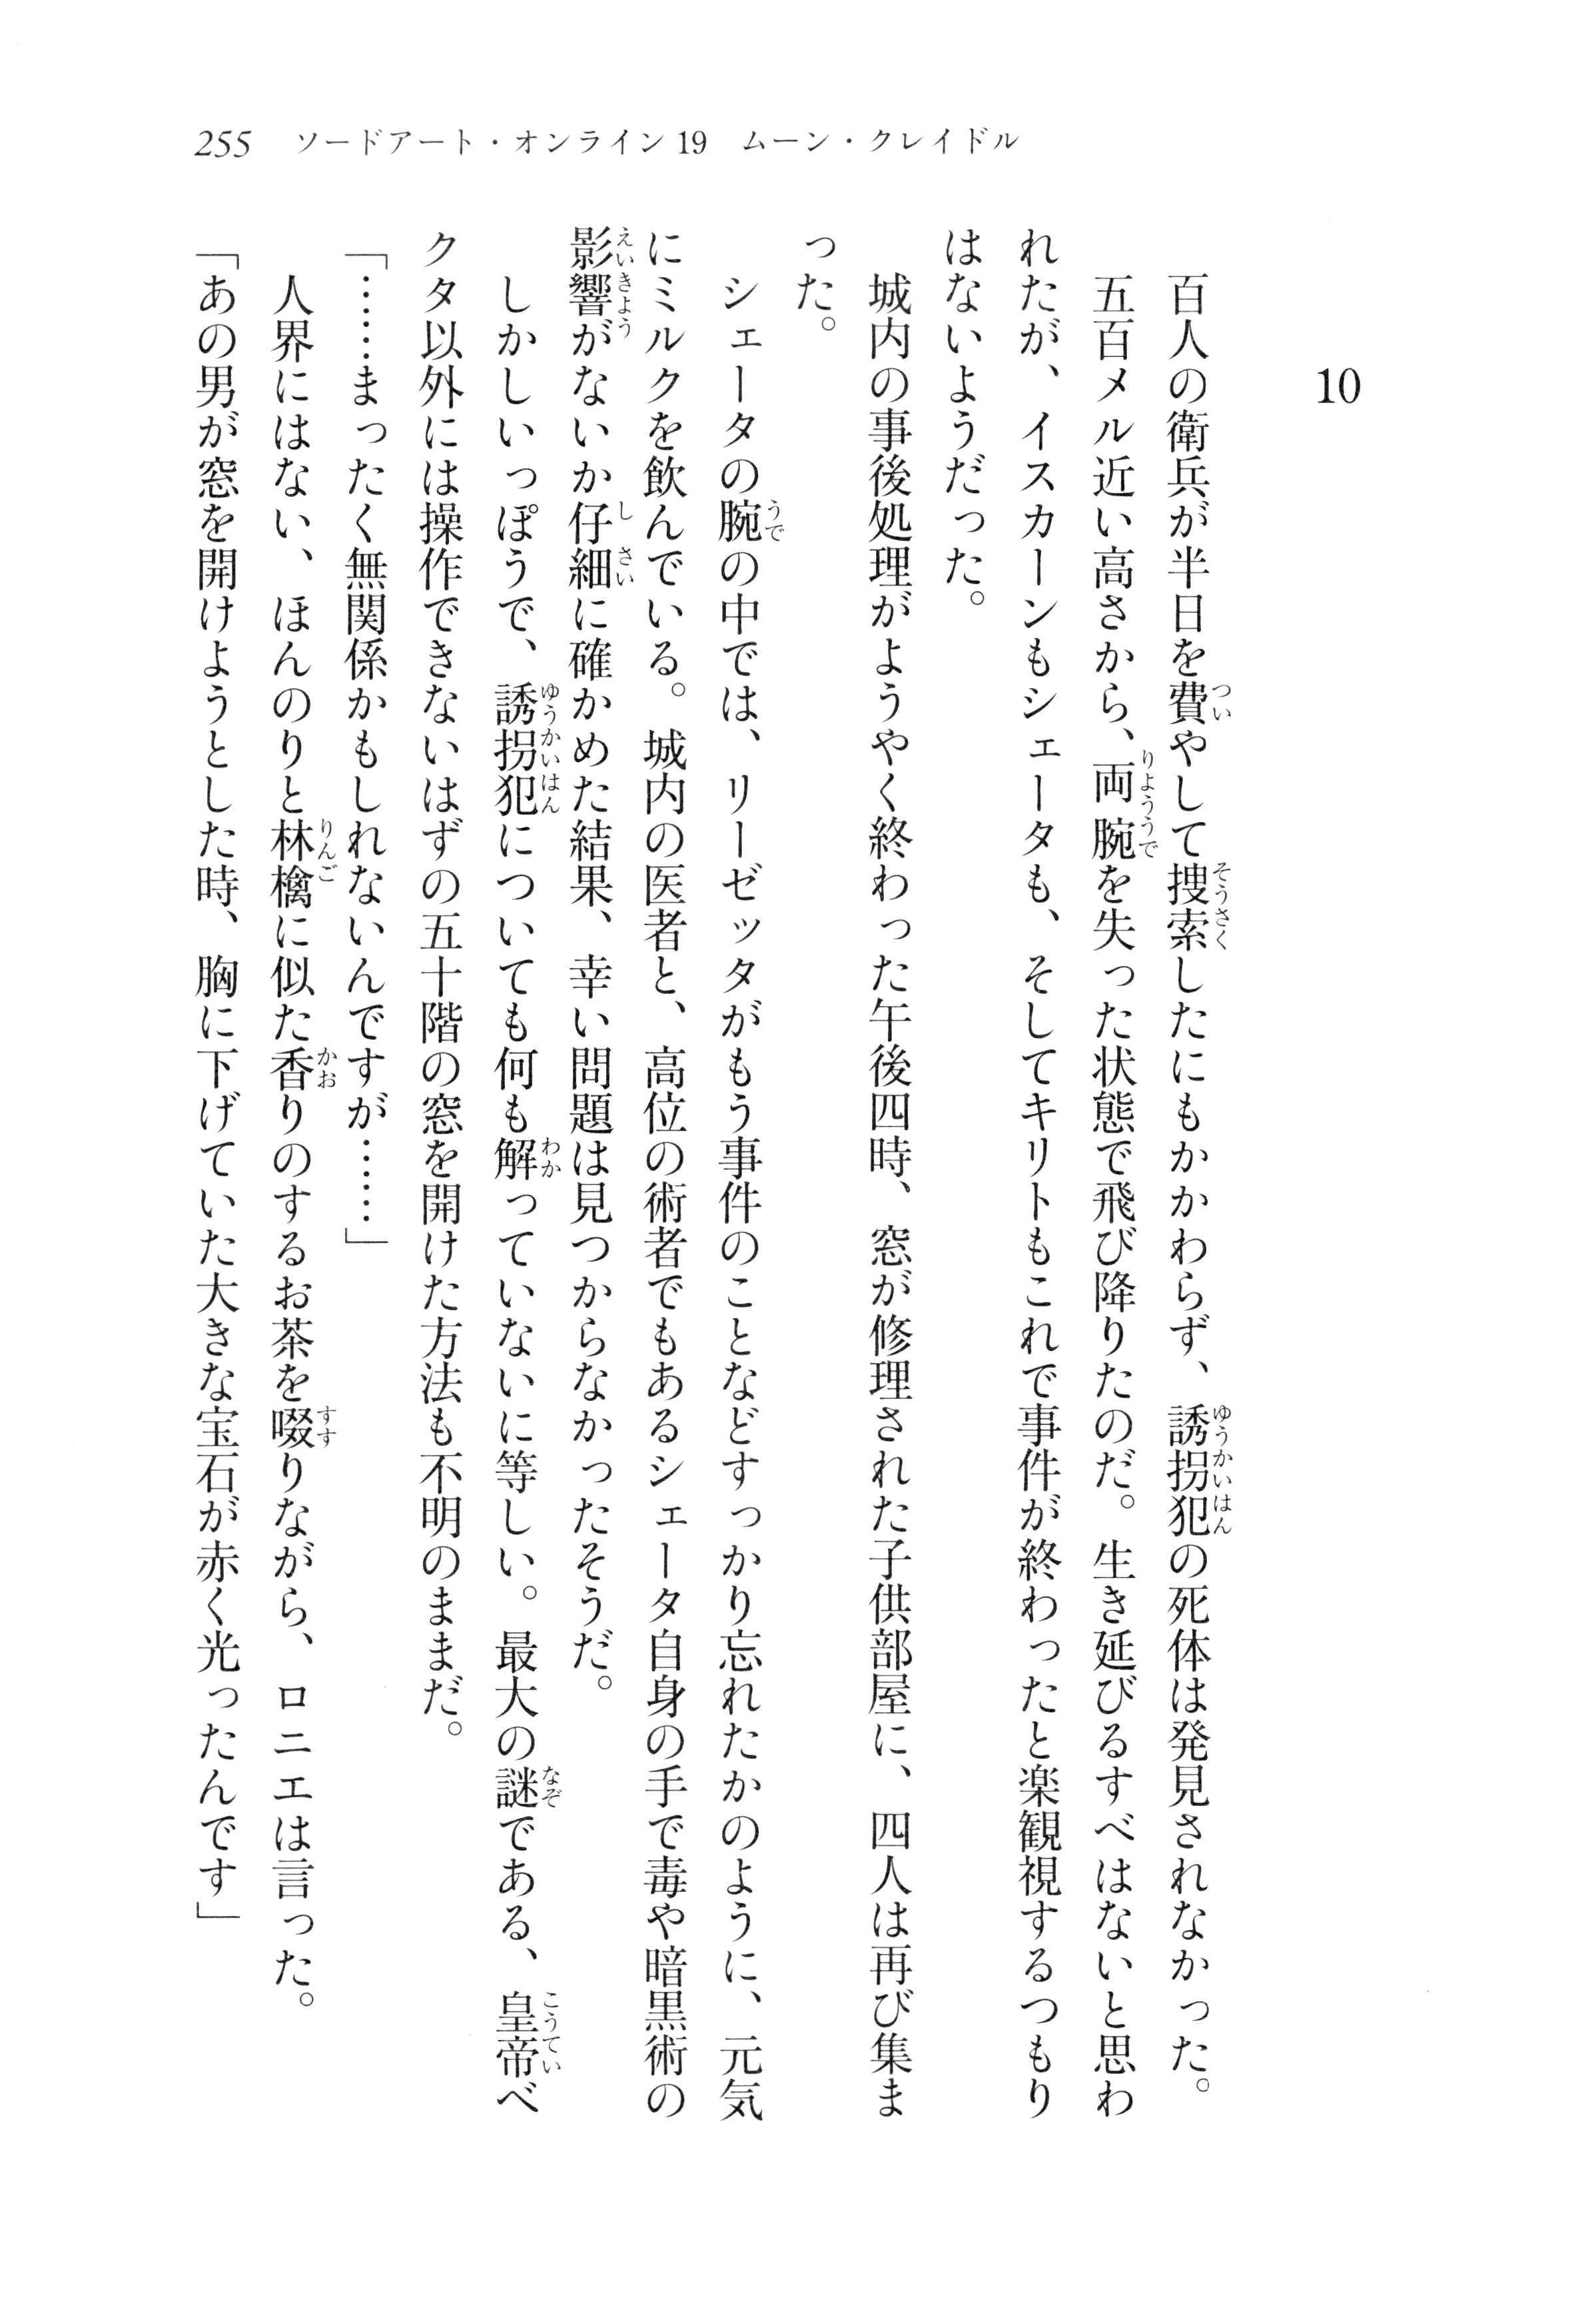 255 ソードアート・オンライン19 ムーン・クレイドル
10
百人の衛兵が半日を費やして捜索したにもかかわらず、誘拐犯の死体は発見されなかった。
五百メル近い高さから、両腕を失った状態で飛び降りたのだ。生き延びるすべはないと思わ
れたが、イスカーンもシェータも、そしてキリトもこれで事件が終わったと楽観視するつもり
はないようだった。
城内の事後処理がようやく終わった午後四時、窓が修理された子供部屋に、四人は再び集ま
った。
シェータの腕の中では、リーゼッタがもう事件のことなどすっかり忘れたかのように、元気
にミルクを飲んでいる。城内の医者と、高位の術者でもあるシェータ自身の手で毒や暗黒術の
影響がないか仔細に確かめた結果、幸い問題は見つからなかったそうだ。
しかしいっぽうで、誘拐犯についても何も解っていないに等しい。最大の謎である、皇帝ベ
クタ以外には操作できないはずの五十階の窓を開けた方法も不明のままだ。
「……まったく無関係かもしれないんですが……」
人界にはない、ほんのりと林檎に似た香りのするお茶を啜りながら、ロニエは言った。
「あの男が窓を開けようとした時、胸に下げていた大きな宝石が赤く光ったんです」